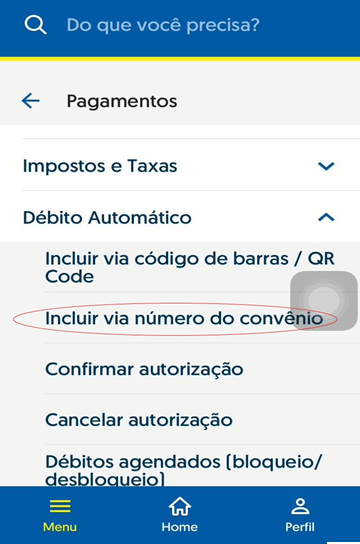 Do que você precisa?
Pagamentos
Impostos e Taxas
Débito Automático
Incluir via código de barras / QR
Code
Incluir via número do convênio
Confirmar autorização
Cancelar autorização
Débitos agendados (bloqueio/
desbloqueio)
Menu
Home
Perfil